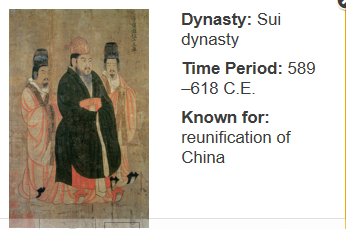 Dynasty: Sui
dynasty
Time Period: 589
–618 C.E.
Known for:
reunification of
China